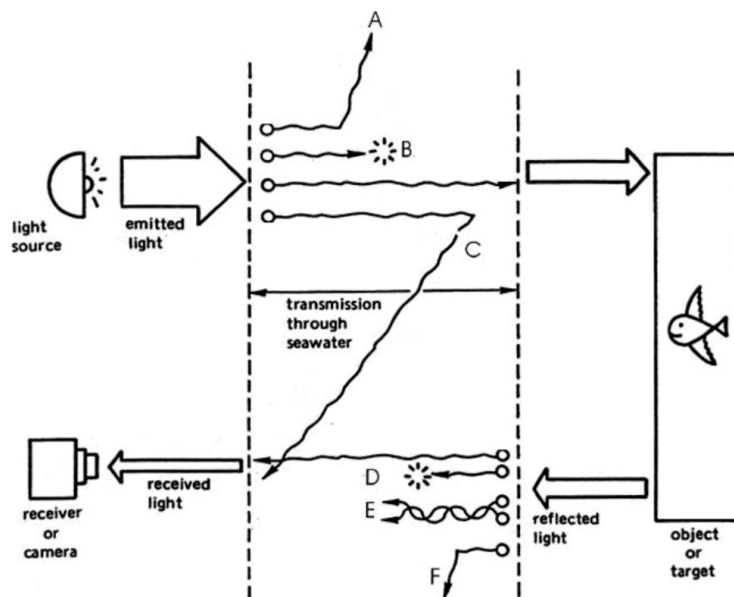 A
B
light
source
emitted
light
C
transmission
through
seawater
D
E
F
receiver
or
camera
received
light
reflected
light
object
or
target